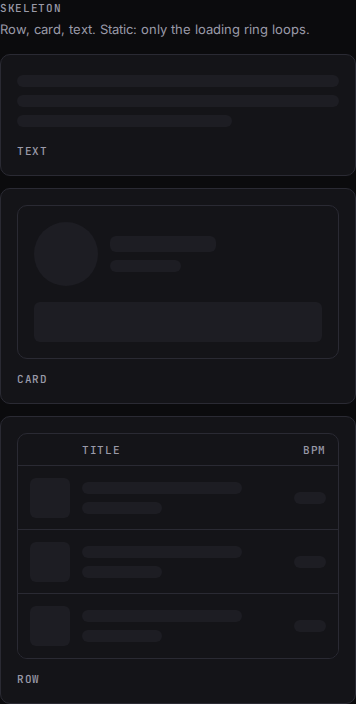 SKELETON
Row, card, text. Static: only the loading ring loops.
TEXT
CARD
TITLE BPM
ROW